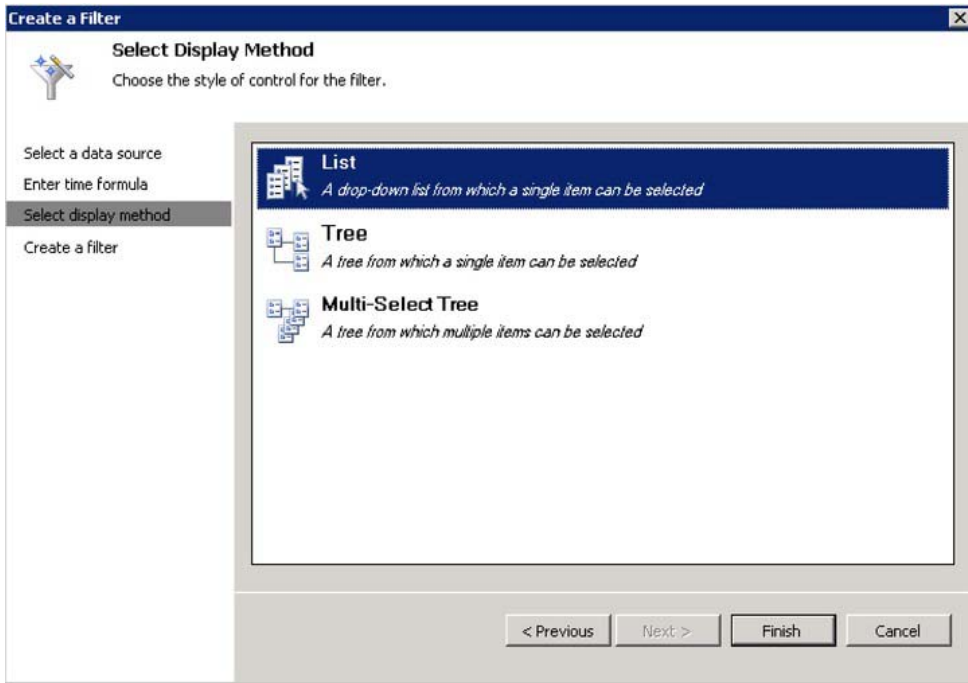 Create a Filter
Select Display Method
Choose the style of control for the filter.
Select a data source
Enter time formula
Select display method
Create a filter
List
A drop-down list from which a single item can be selected
Tree
A tree from which a single item can be selected
Multi-Select Tree
A tree from which multiple items can be selected
< Previous
Next >
Finish
Cancel